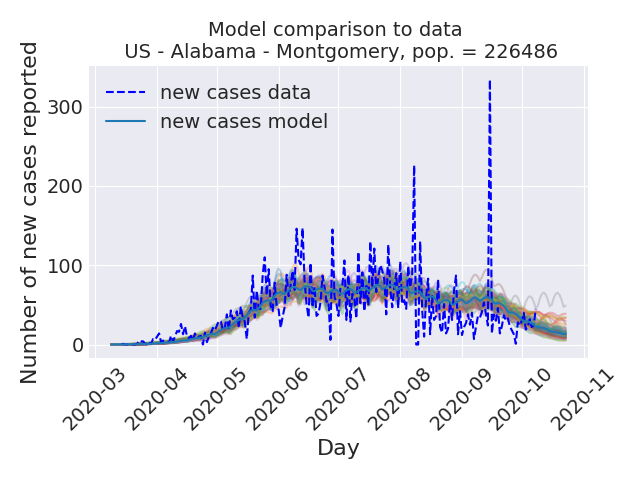 Model comparison to data
US - Alabama - Montgomery, pop. = 226486
Number of new cases reported
300
200
100
0
new cases data
new cases model
2020-03
2020-04
2020-05
2020-06
2020-07
2020-08
2020-09
2020-10
2020-11
Day